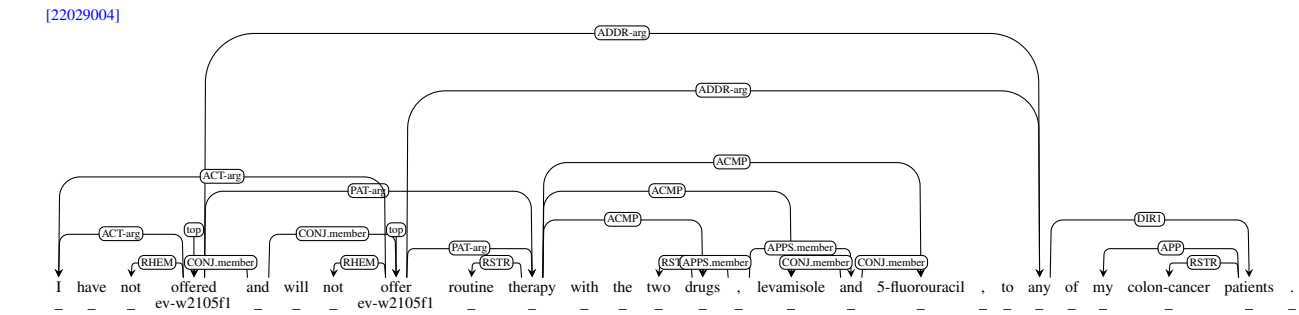 [22029004]
ADDR-arg
ADDR-arg
ACMP
ACT-arg
PAT-arg ACMP
ACMP DIR1
top top
ACT-arg CONJ.member
PAT-arg APPS.member APP
RHEM CONJ.member RHEM RSTR APPS.member CONJ.member CONJ.member RSTR
I have not offered and will not offer routine therapy with the two drugs , levamisole and 5-fluorouracil , to any of my colon-cancer patients .
ev-w2105f1 ev-w2105f1
_ _ _ _ _ _ _ _ _ _ _ _ _ _ _ _ _ _ _ _ _ _ _ _